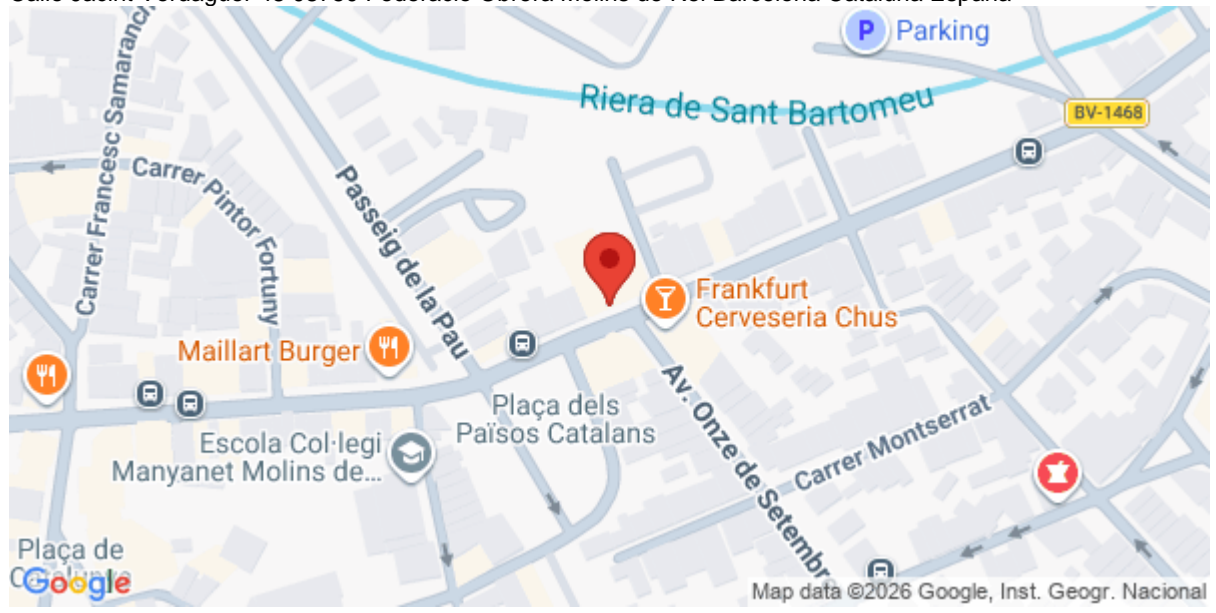 Parking
Riera de Sant Bartomeu
BV-1468
Carrer Francesc Samaranch
Carrer Pintor Fortuny
Passeig de la Pau
Frankfurt
Cerveseria Chus
Maillart Burger
Plaça dels
Països Catalans
Av. Onze de Setembre
Carrer Montserrat
Escola Col·legi
Manyanet Molins de...
Plaça de
Google
Map data ©2026 Google, Inst. Geogr. Nacional